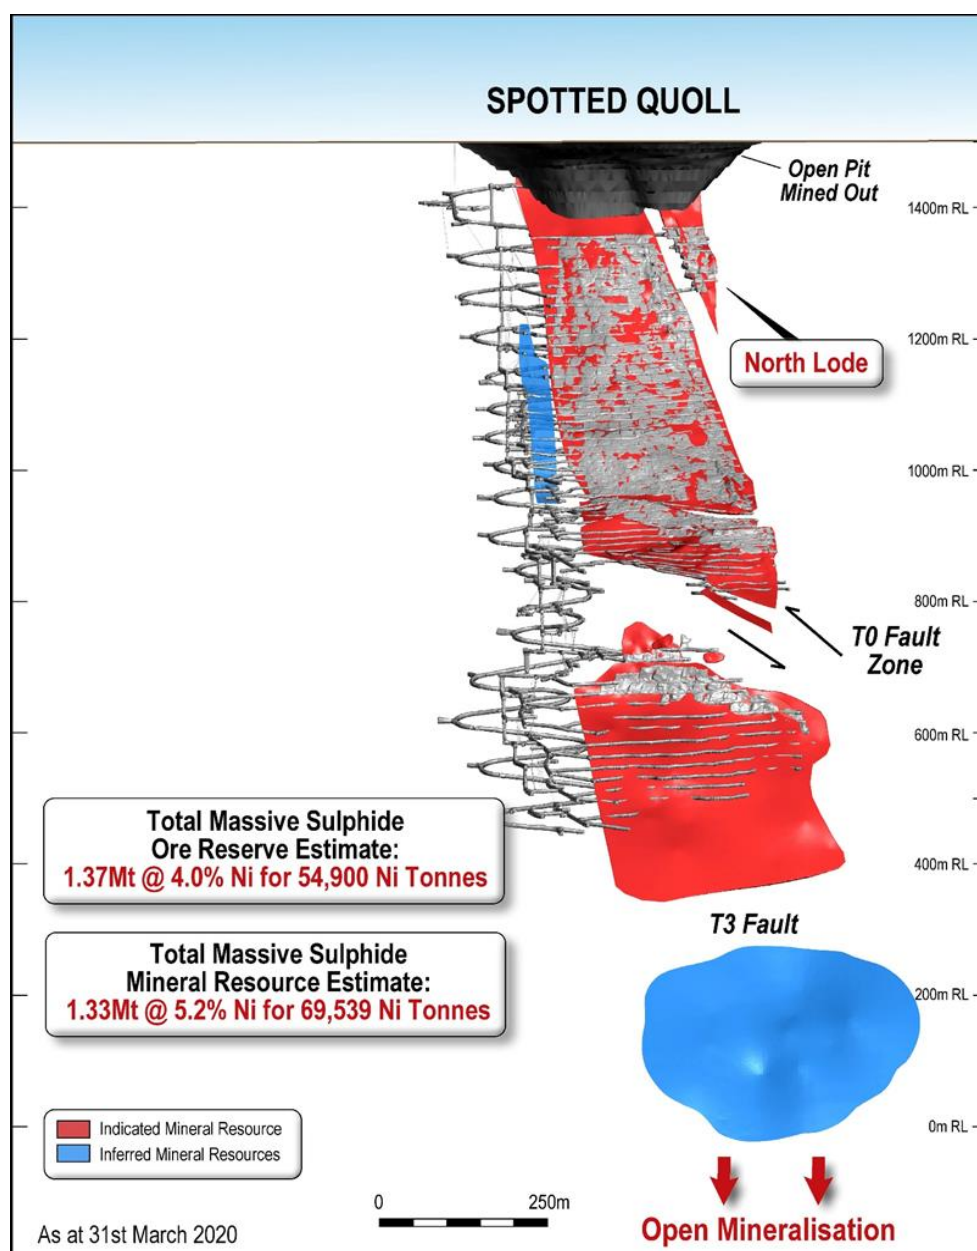 SPOTTED QUOLL
Open Pit
Mined Out
1400m RL
1200m RL
North Lode
1000m RL
800m RL
T0 Fault
Zone
600m RL
Total Massive Sulphide
Ore Reserve Estimate:
1.37Mt @ 4.0% Ni for 54,900 Ni Tonnes
400m RL
T3 Fault
Total Massive Sulphide
Mineral Resource Estimate:
1.33Mt @ 5.2% Ni for 69,539 Ni Tonnes
200m RL
Indicated Mineral Resource
Inferred Mineral Resources
0m RL
0 250m
Open Mineralisation
As at 31st March 2020